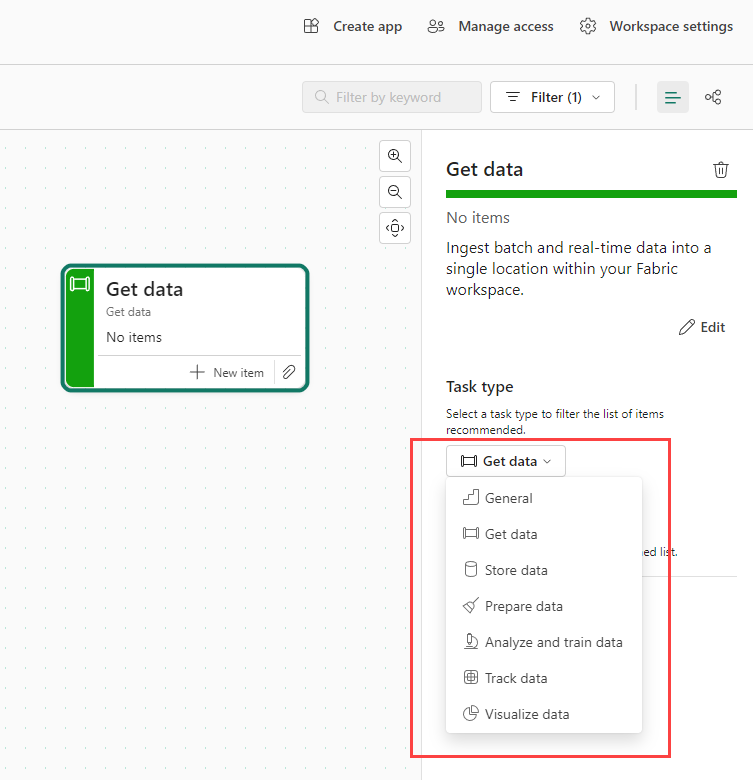 Create app
Manage access
Workspace settings
Filter by keyword
Filter (1)
Get data
Get data
No items
New item
Get data
No items
Ingest batch and real-time data into a
single location within your Fabric
workspace.
Edit
Task type
Select a task type to filter the list of items
recommended.
Get data
General
Get data
Store data
list.
Prepare data
Analyze and train data
Track data
Visualize data